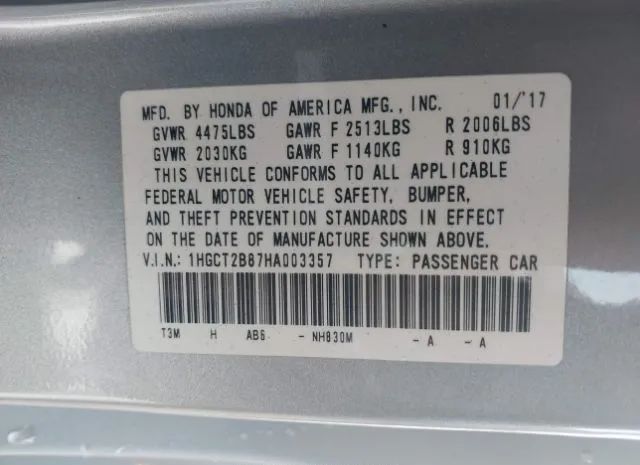 MFD. BY HONDA OF AMERICA MFG., INC. 01/'17
GVWR 4475LBS GAWR F 2513LBS R 2006LBS
GVWR 2030KG GAWR F 1140KG R 910KG
THIS VEHICLE CONFORMS TO ALL APPLICABLE
FEDERAL MOTOR VEHICLE SAFETY, BUMPER,
AND THEFT PREVENTION STANDARDS IN EFFECT
ON THE DATE OF MANUFACTURE SHOWN ABOVE.
V.I.N.: 1HGCT2B87HA003357 TYPE: PASSENGER CAR
T3M H AB6 - NH830M - A - A